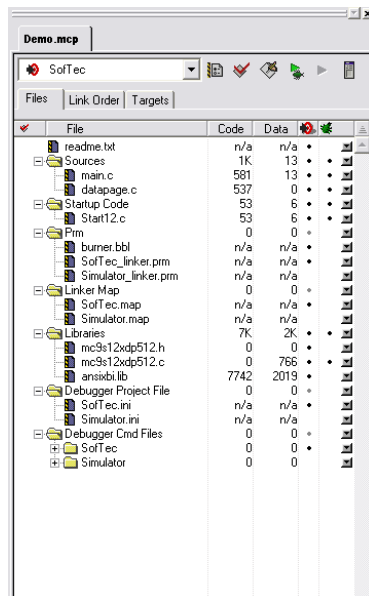 Demo.mcp
SofTec
Files Link Order Targets
File Code Data
readme.txt n/a n/a
Sources 1K 13
main.c 581 13
datapage.c 537 0
Startup Code 53 6
Start12.c 53 6
Prm 0 0
burner.bbl n/a n/a
SofTec_linker.prm n/a n/a
Simulator_linker.prm n/a n/a
Linker Map 0 0
SofTec.map n/a n/a
Simulator.map n/a n/a
Libraries 7K 2K
mc9s12xdp512.h 0 0
mc9s12xdp512.c 0 766
ansixbi.lib 7742 2019
Debugger Project File 0 0
SofTec.ini n/a n/a
Simulator.ini n/a n/a
Debugger Cmd Files 0 0
SofTec 0 0
Simulator 0 0